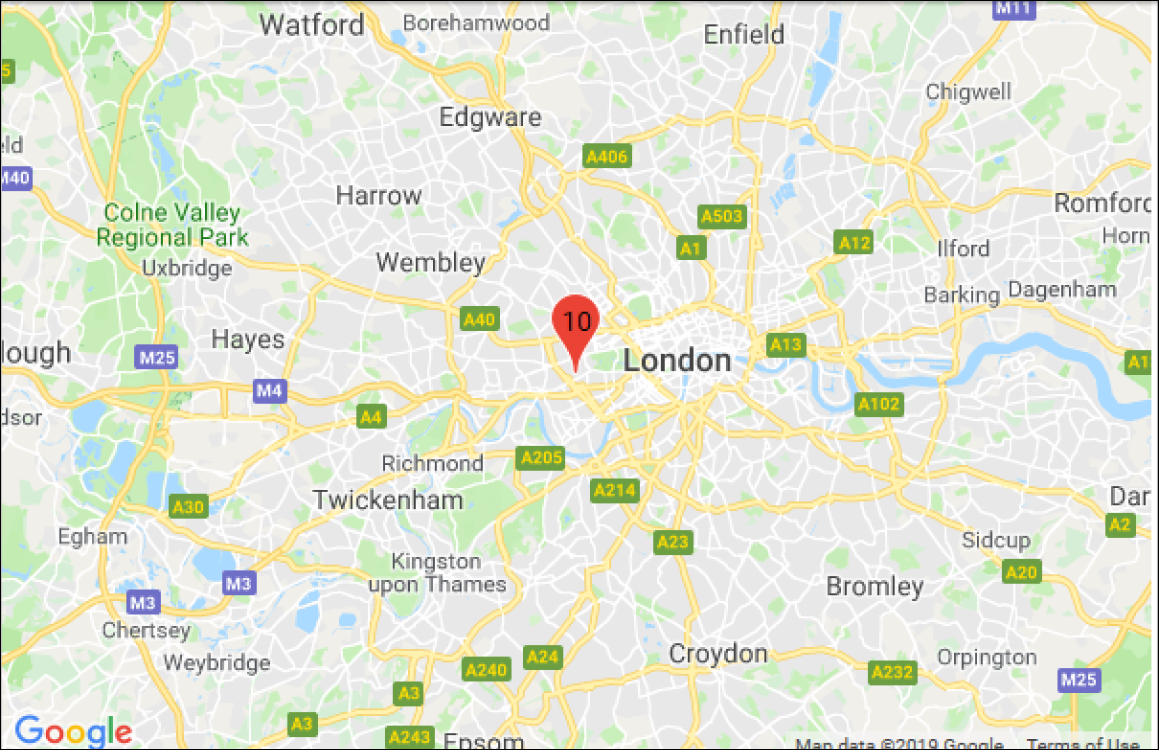 M11
Watford
Borehamwood
Enfield
5
Chigwell
Edgware
eld
A406
M40
Harrow
Romford
Colne Valley
Regional Park
A503
A1
A12
Horn
Ilford
Uxbridge
Wembley
Barking
Dagenham
10
A40
Hayes
lough
M25
London
A13
A1
M4
A4
A102
dsor
Richmond
A205
Twickenham
A214
A30
Dar
A2
Egham
A23
Sidcup
Kingston
upon Thames
A20
M3
Bromley
M3
Chertsey
Weybridge
A24
A240
Croydon
A232
Orpington
M25
A3
A3
A243
Epsom
Google
Map data ©2019 Google
Terms of Use